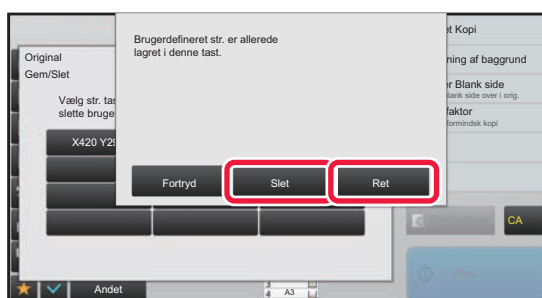 Brugerdefineret str. er allerede
lagret i denne tast.
Fortryd
Slet
Ret
Original
Gem/Slet
Vælg str. tas
slette bruge
X420 Y29
Andet
A3
4
t Kopi
ning af baggrund
r Blank side
lank side over i orig.
faktor
formindsk kopi
CA
Start